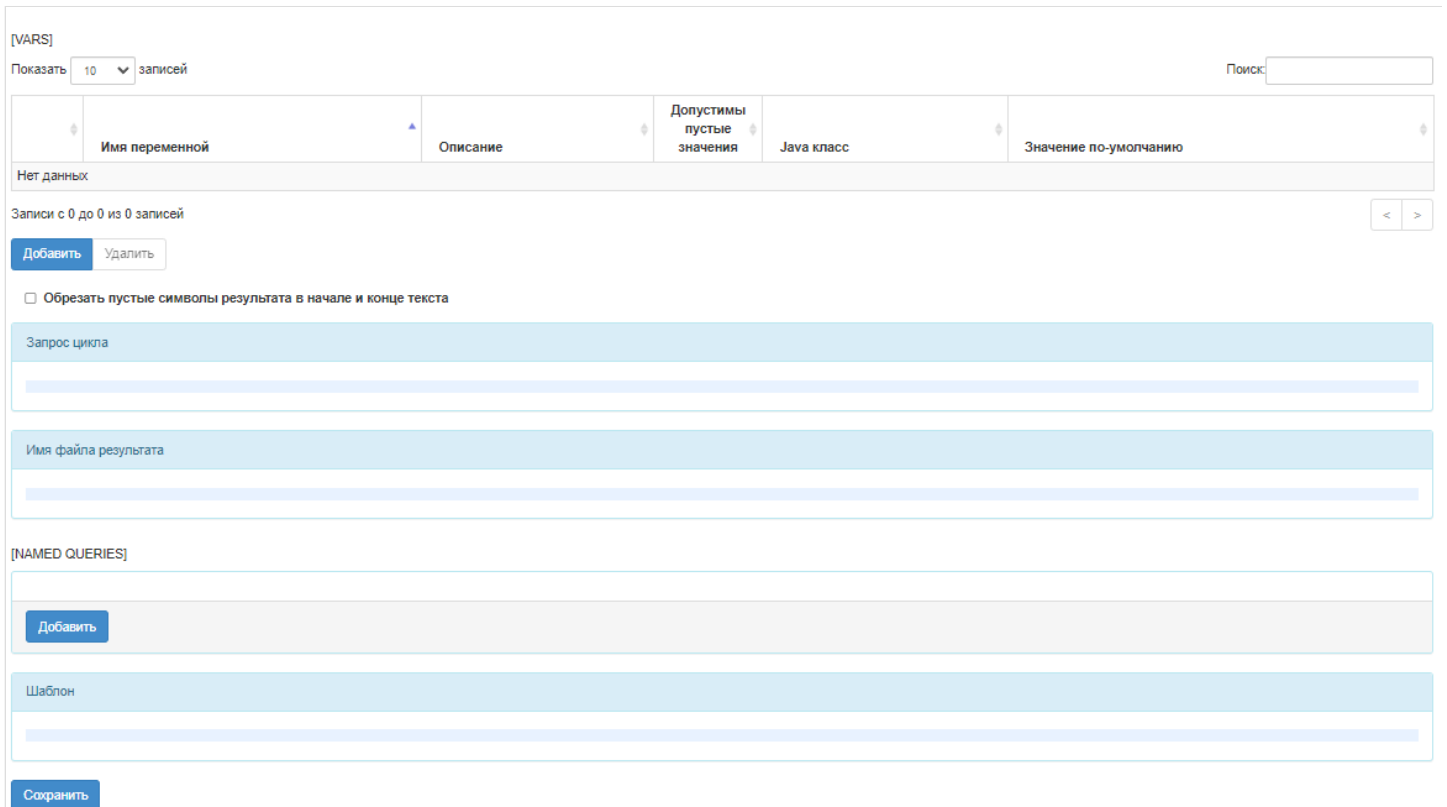 [VARS]
Показать 10 записей
Поиск:
Имя переменной Описание Допустимы пустые значения Java класс Значение по-умолчанию
Нет данных
Записи с 0 до 0 из 0 записей < >
Добавить Удалить
Обрезать пустые символы результата в начале и конце текста
Запрос цикла
Имя файла результата
[NAMED QUERIES]
Добавить
Шаблон
Сохранить